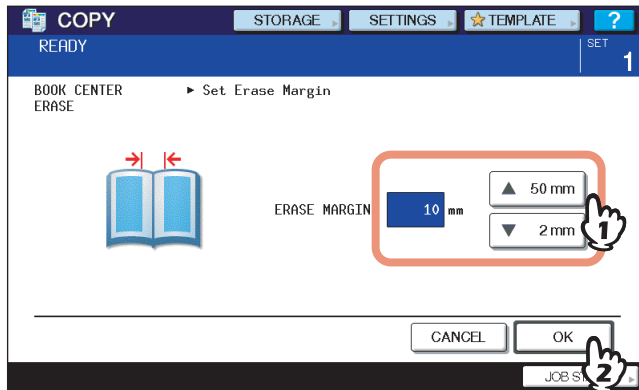 COPY
STORAGE
SETTINGS
TEMPLATE
?
READY
SET
1
BOOK CENTER
ERASE
► Set Erase Margin
ERASE MARGIN
10 mm
▲ 50 mm
▼ 2 mm
1
CANCEL
OK
2
JOB S